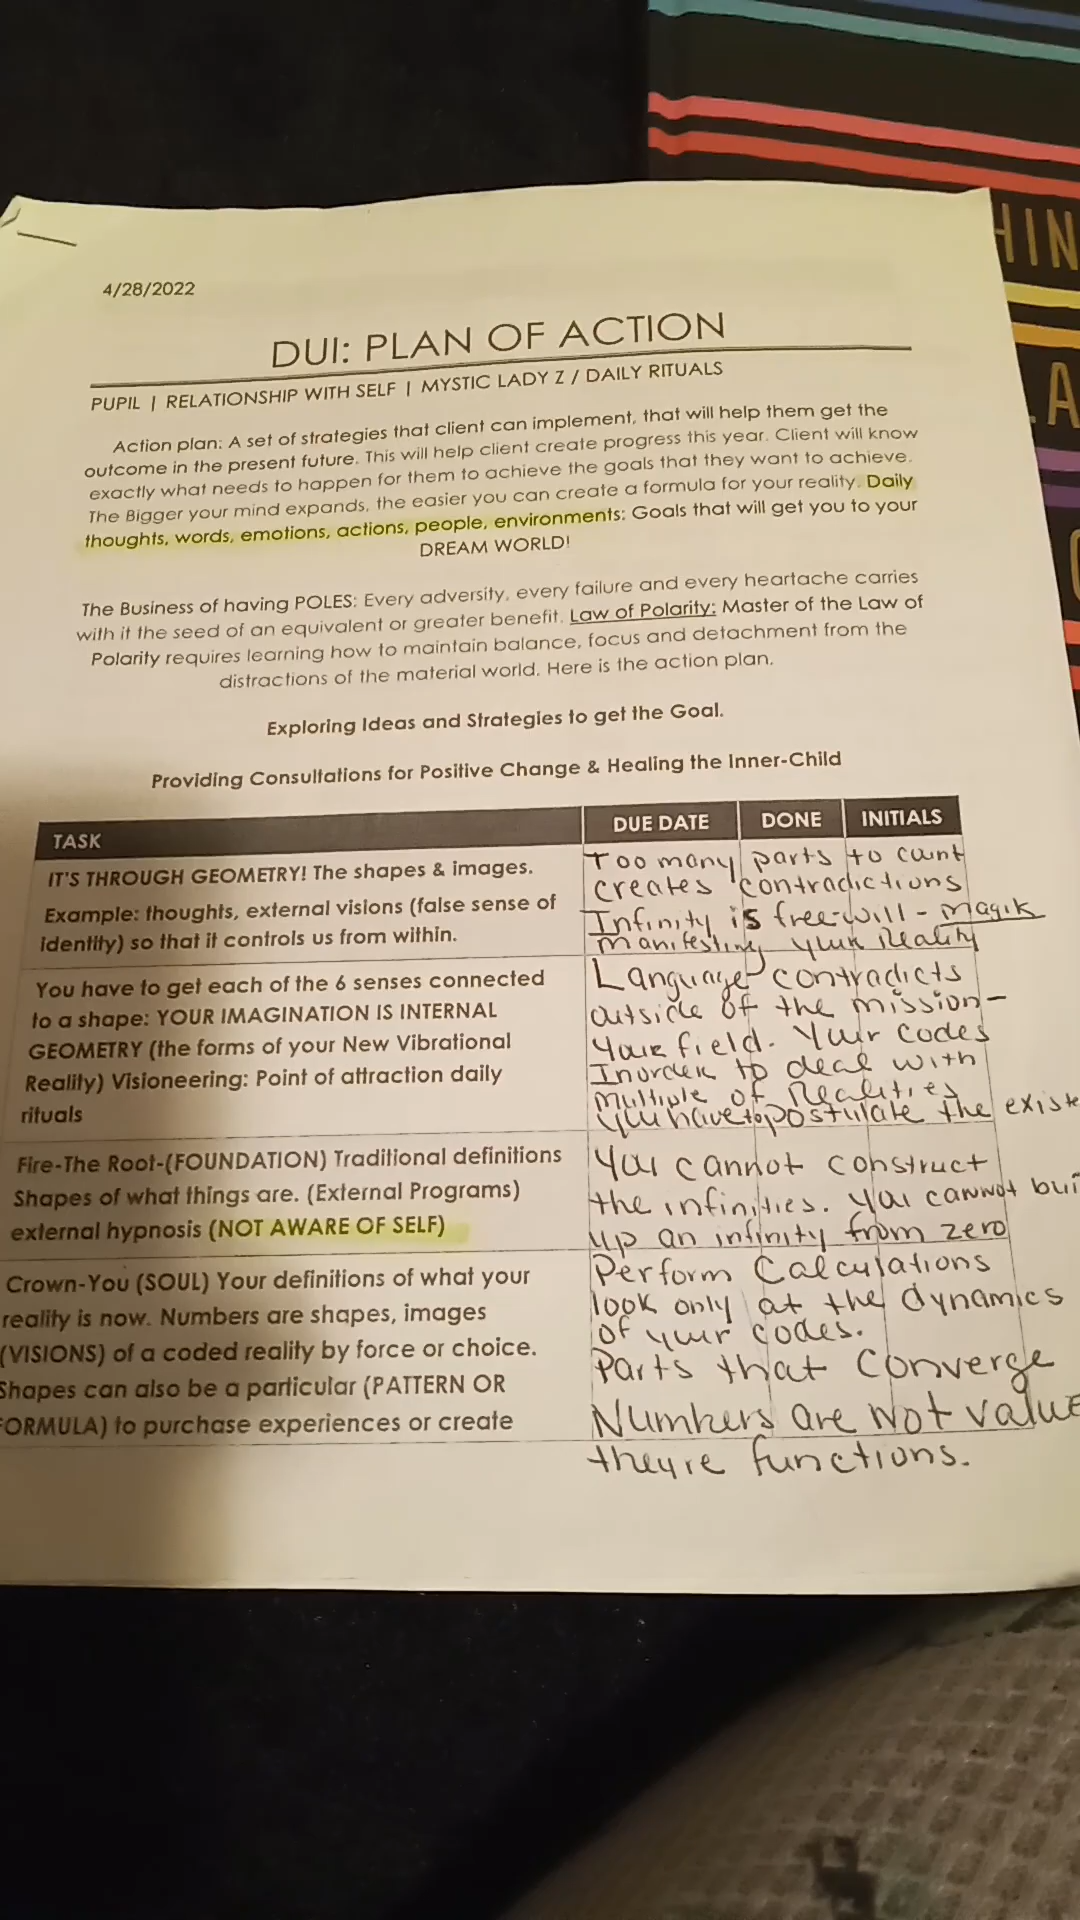 HIN
LA
4/28/2022
DUI: PLAN OF ACTION
PUPIL | RELATIONSHIP WITH SELF | MYSTIC LADY Z / DAILY RITUALS
Action plan: A set of strategies that client can implement, that will help them get the
outcome in the present future. This will help client create progress this year. Client will know
exactly what needs to happen for them to achieve the goals that they want to achieve.
The Bigger your mind expands, the easier you can create a formula for your reality. Daily
thoughts, words, emotions, actions, people, environments: Goals that will get you to your
DREAM WORLD!
The Business of having POLES: Every adversity, every failure and every heartache carries
with it the seed of an equivalent or greater benefit. Law of Polarity: Master of the Law of
Polarity requires learning how to maintain balance, focus and detachment from the
distractions of the material world. Here is the action plan.
Exploring Ideas and Strategies to get the Goal.
Providing Consultations for Positive Change & Healing the Inner-Child
TASK DUE DATE DONE INITIALS
IT'S THROUGH GEOMETRY! The shapes & images.
Example: thoughts, external visions (false sense of
identity) so that it controls us from within.
Too many parts to count
creates contradictions
Infinity is free-will - magik
manifesting your reality
You have to get each of the 6 senses connected
to a shape: YOUR IMAGINATION IS INTERNAL
GEOMETRY (the forms of your New Vibrational
Reality) Visioneering: Point of attraction daily
rituals
Language contradicts
outside of the mission-
your field. Your codes
Inorder to deal with
multiple of realities
you have to postulate the existe
Fire-The Root-(FOUNDATION) Traditional definitions
Shapes of what things are. (External Programs)
external hypnosis (NOT AWARE OF SELF)
You cannot construct
the infinities. You cannot bui
up an infinity from zero
Crown-You (SOUL) Your definitions of what your
reality is now. Numbers are shapes, images
(VISIONS) of a coded reality by force or choice.
Shapes can also be a particular (PATTERN OR
FORMULA) to purchase experiences or create
Perform Calculations
look only at the dynamics
of your codes.
Parts that converge
Numbers are not value
theyre functions.